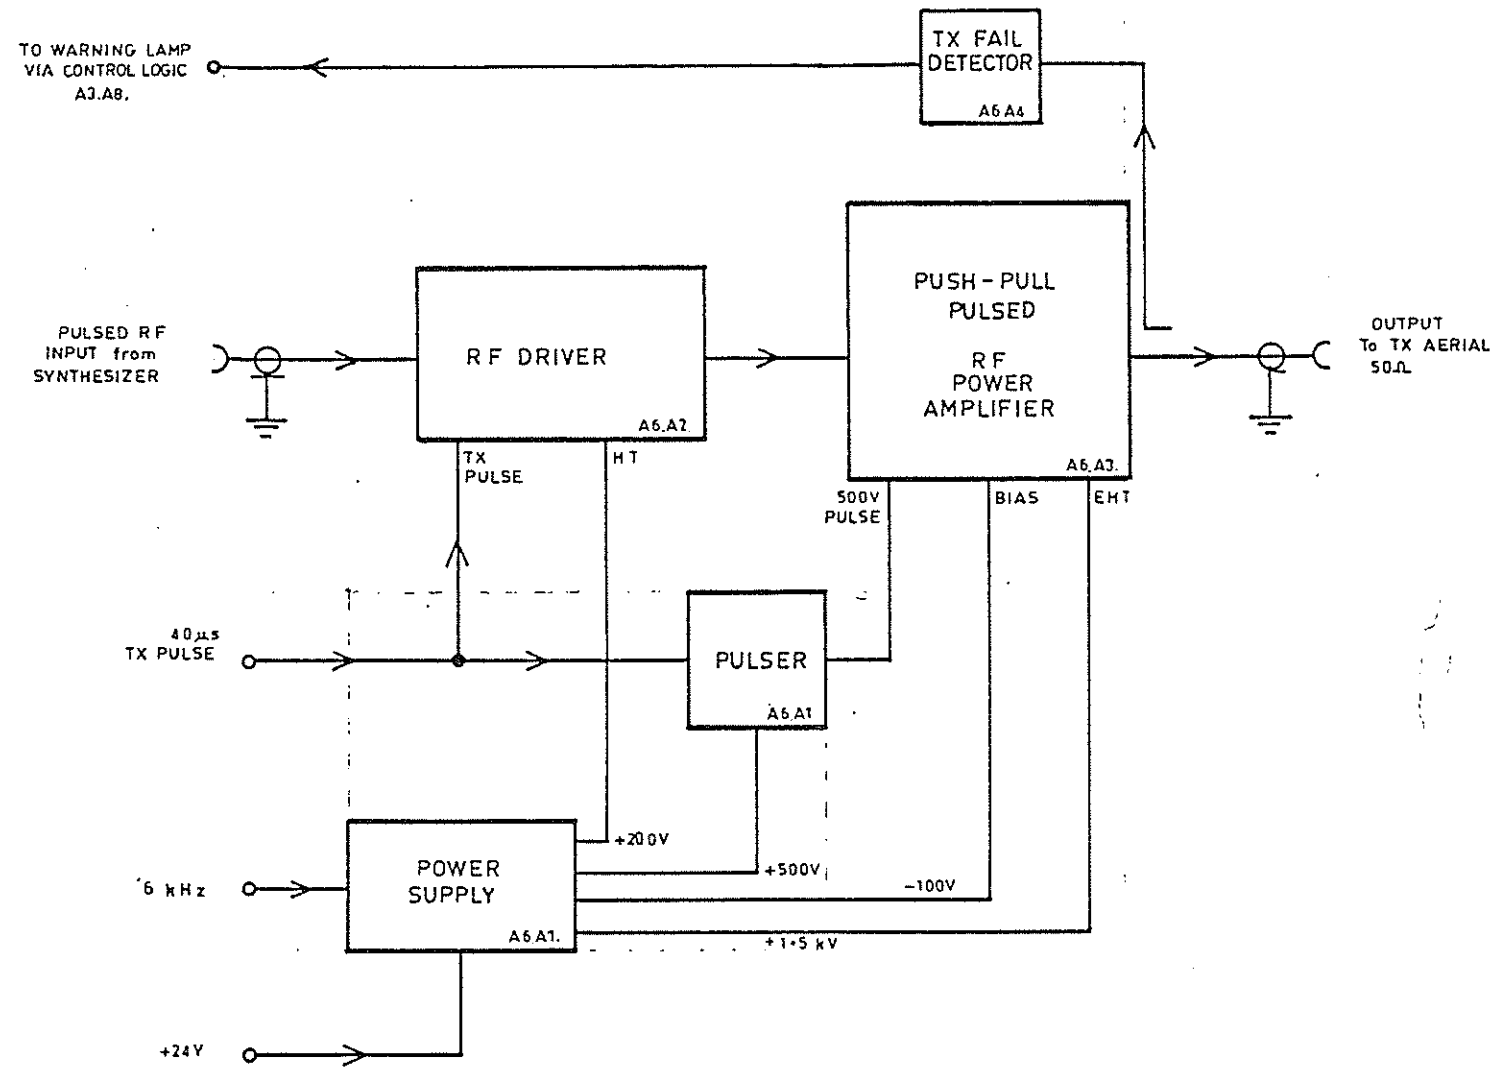 TX FAIL
DETECTOR
A6A4
TO WARNING LAMP
VIA CONTROL LOGIC
A3.A8.
PULSED RF
INPUT from
SYNTHESIZER
RF DRIVER
A6.A2
PUSH-PULL
PULSED
RF
POWER
AMPLIFIER
A6.A3.
OUTPUT
To TX AERIAL
50Ω
TX
PULSE
HT
500V
PULSE
BIAS
EHT
40µs
TX PULSE
PULSER
A6.A1
+200V
+500V
-100V
+1·5 kV
6 kHz
POWER
SUPPLY
A6.A1.
+24V